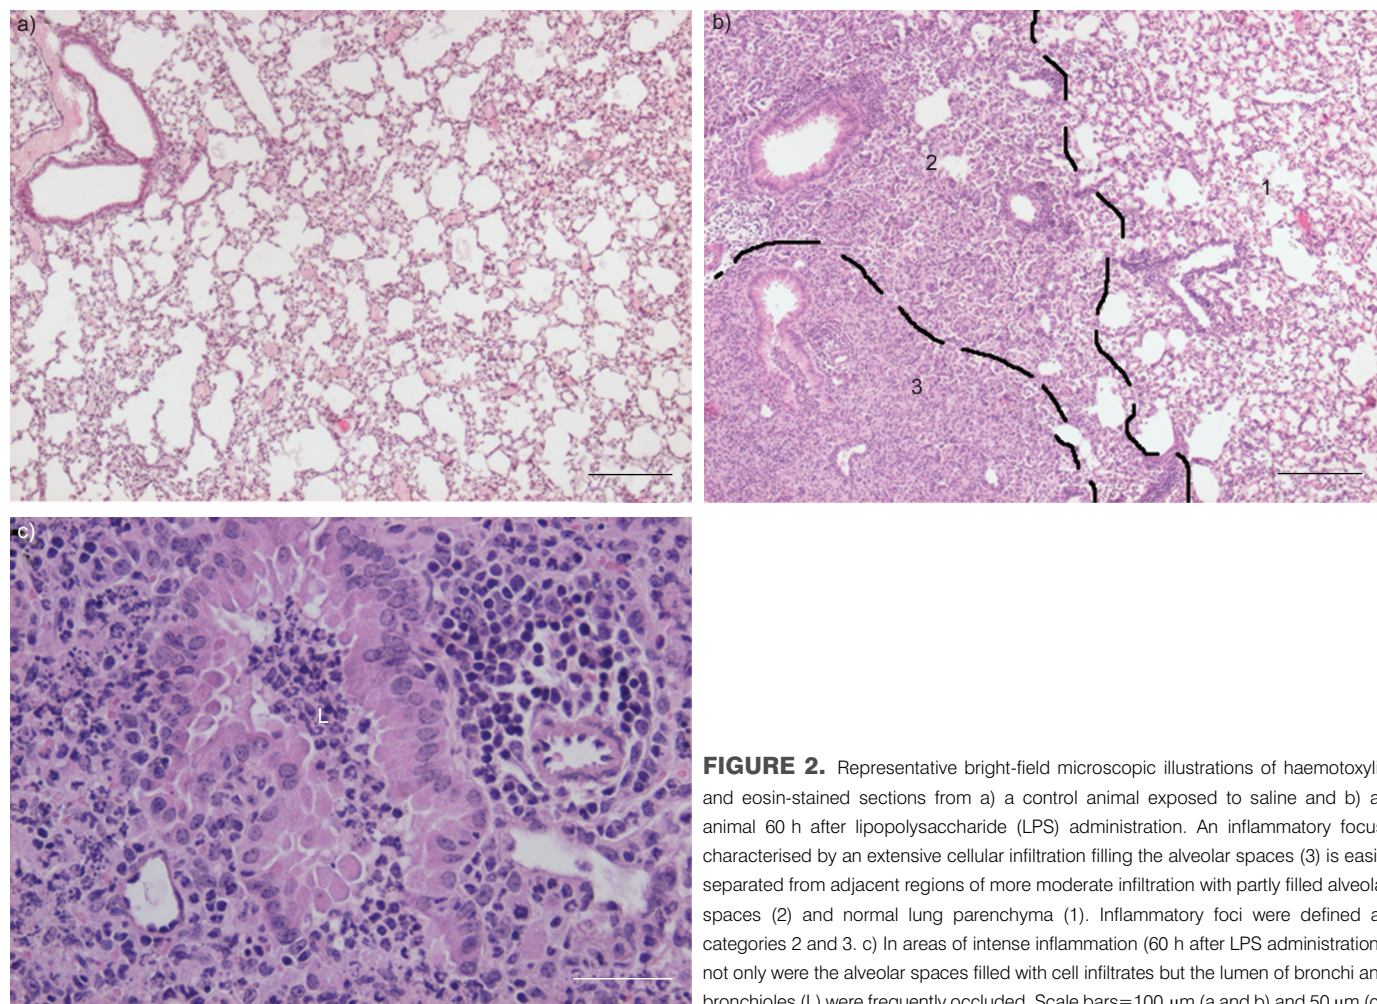 a)
b)
2
1
3
c)
L
FIGURE 2. Representative bright-field microscopic illustrations of haemotoxyli
and eosin-stained sections from a) a control animal exposed to saline and b) a
animal 60 h after lipopolysaccharide (LPS) administration. An inflammatory focu
characterised by an extensive cellular infiltration filling the alveolar spaces (3) is easi
separated from adjacent regions of more moderate infiltration with partly filled alveola
spaces (2) and normal lung parenchyma (1). Inflammatory foci were defined a
categories 2 and 3. c) In areas of intense inflammation (60 h after LPS administration
not only were the alveolar spaces filled with cell infiltrates but the lumen of bronchi an
bronchioles (L) were frequently occluded. Scale bars=100 µm (a and b) and 50 µm (c